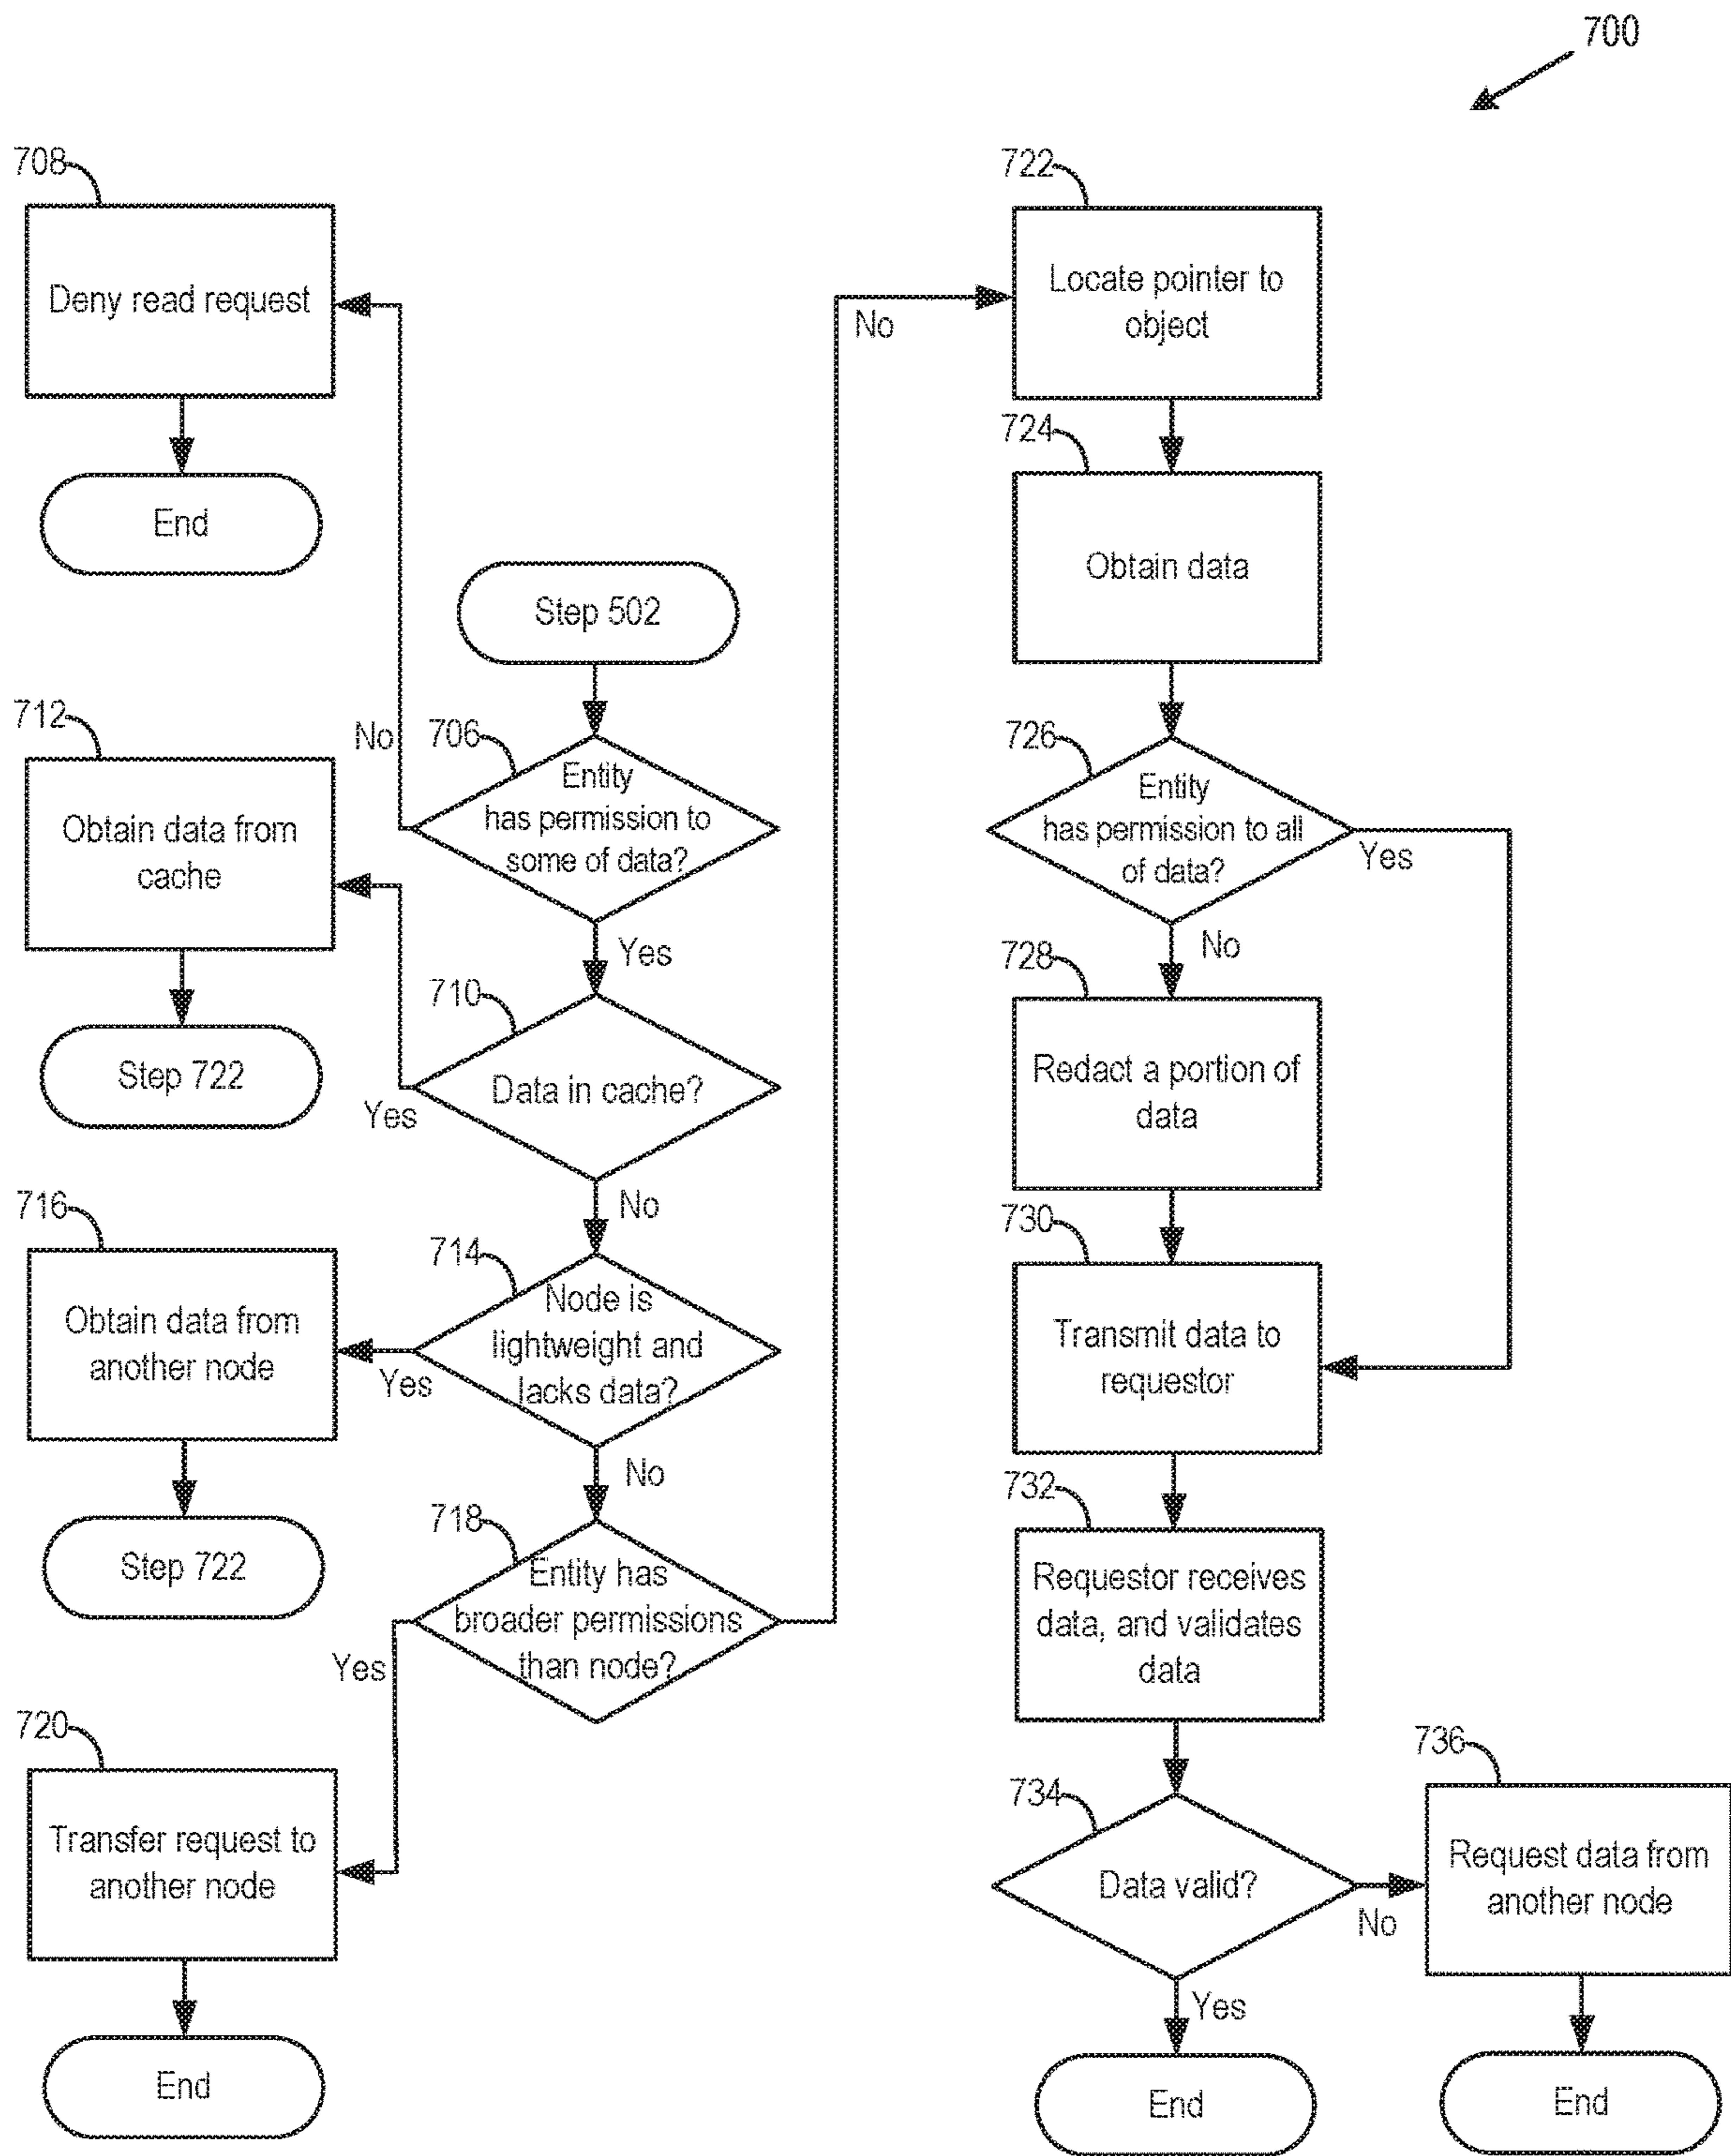 700
708
Deny read request
End
Step 502
706
No
Entity
has permission to
some of data?
Yes
712
Obtain data from
cache
Step 722
710
Data in cache?
Yes
No
716
Obtain data from
another node
Step 722
714
Node is
lightweight and
lacks data?
Yes
No
718
Entity has
broader permissions
than node?
Yes
No
720
Transfer request to
another node
End
722
Locate pointer to
object
724
Obtain data
726
Entity
has permission to all
of data?
Yes
No
728
Redact a portion of
data
730
Transmit data to
requestor
732
Requestor receives
data, and validates
data
734
Data valid?
No
Yes
736
Request data from
another node
End
End